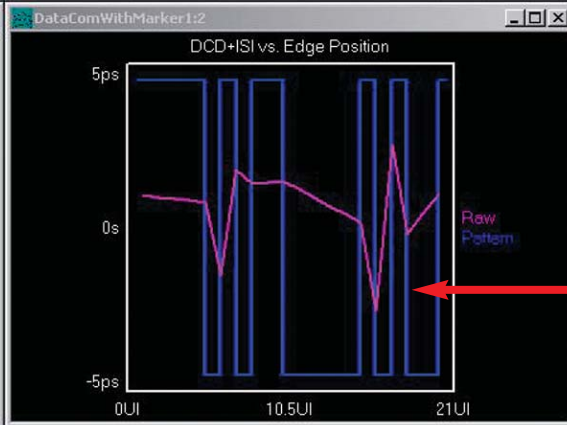 DataComWithMarker1:2
DCD+ISI vs. Edge Position
5ps
0s
-5ps
Raw
Pattern
0UI 10.5UI 21UI